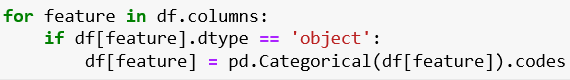 for feature in df.columns:
    if df[feature].dtype == 'object':
        df[feature] = pd.Categorical(df[feature]).codes